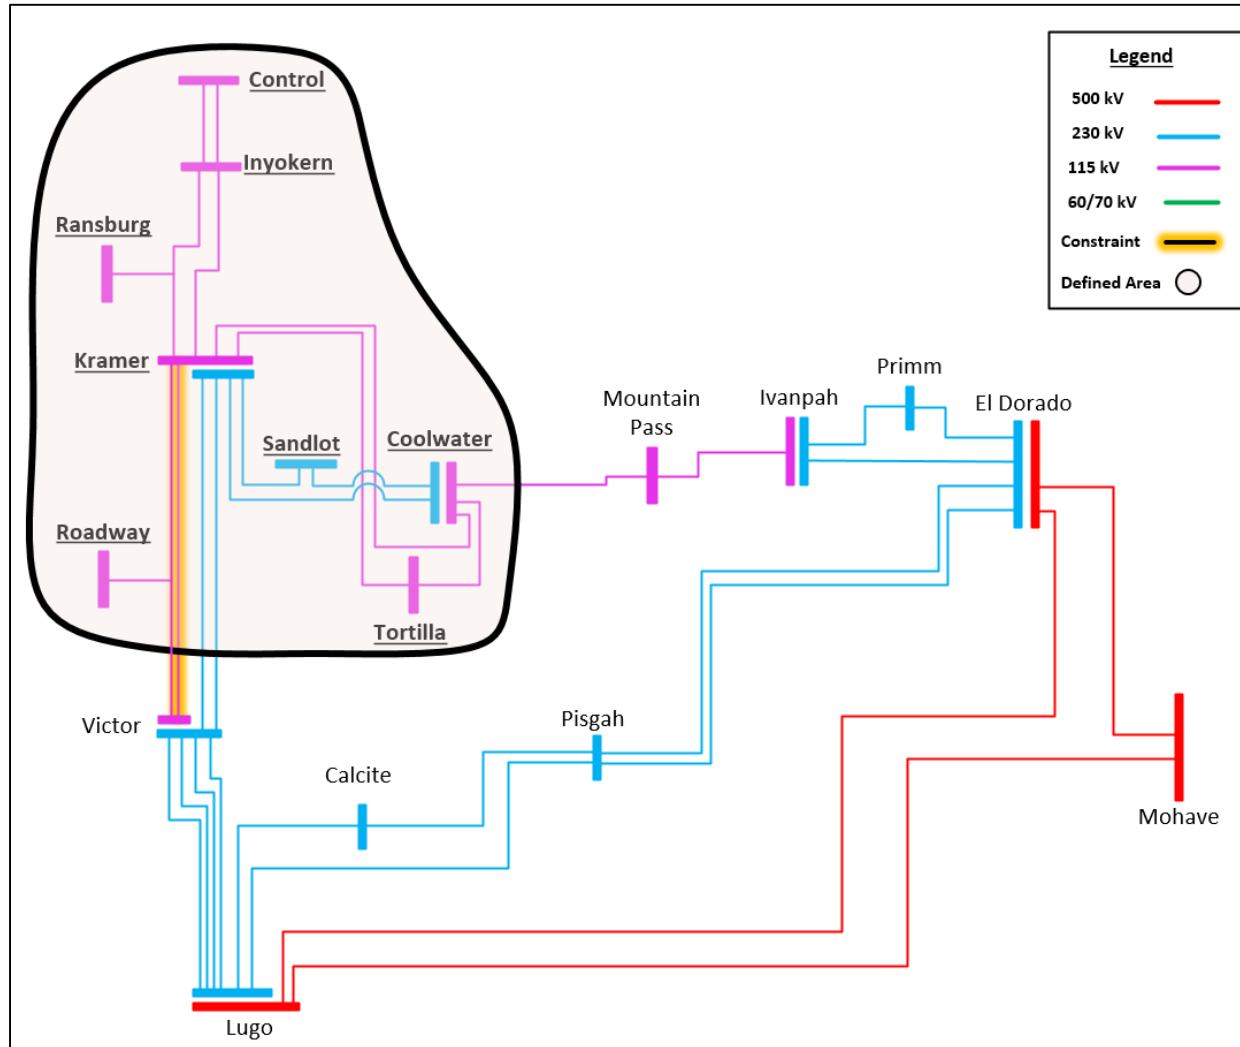 Legend
500 kV
230 kV
115 kV
60/70 kV
Constraint
Defined Area
Control
Inyokern
Ransburg
Kramer
Sandlot
Coolwater
Roadway
Tortilla
Mountain
Pass
Ivanpah
Primm
El Dorado
Victor
Calcite
Pisgah
Mohave
Lugo